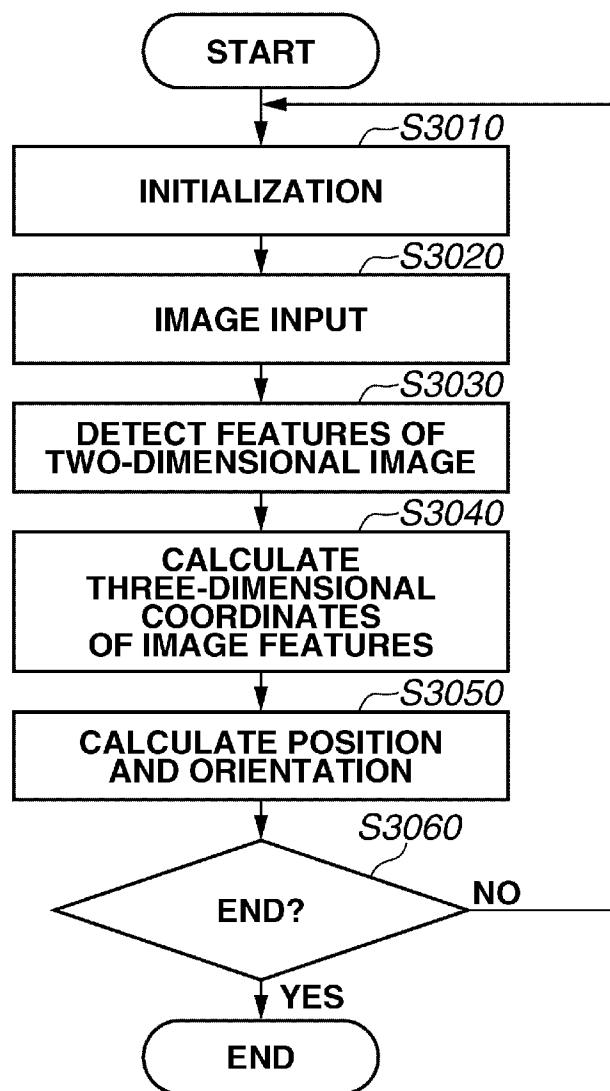 START
S3010
INITIALIZATION
S3020
IMAGE INPUT
S3030
DETECT FEATURES OF
TWO-DIMENSIONAL IMAGE
S3040
CALCULATE
THREE-DIMENSIONAL
COORDINATES
OF IMAGE FEATURES
S3050
CALCULATE POSITION
AND ORIENTATION
S3060
END?
NO
YES
END